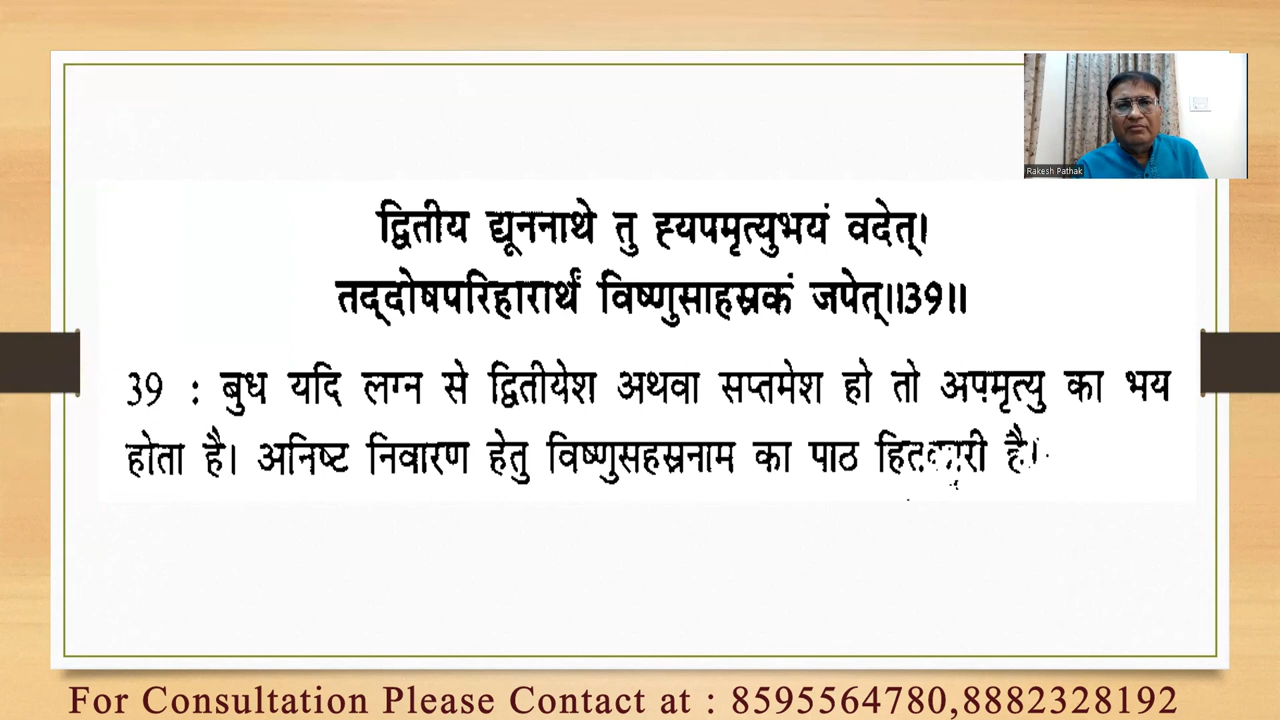 Rakesh Pathak
द्वितीय द्यूननाथे तु ह्यपमृत्युभयं वदेत्।
तद्दोषपरिहारार्थं विष्णुसाहस्रकं जपेत्।।39।।
39 : बुध यदि लग्न से द्वितीयेश अथवा सप्तमेश हो तो अपमृत्यु का भय
होता है। अनिष्ट निवारण हेतु विष्णुसहस्रनाम का पाठ हितकारी है।
For Consultation Please Contact at : 8595564780,8882328192